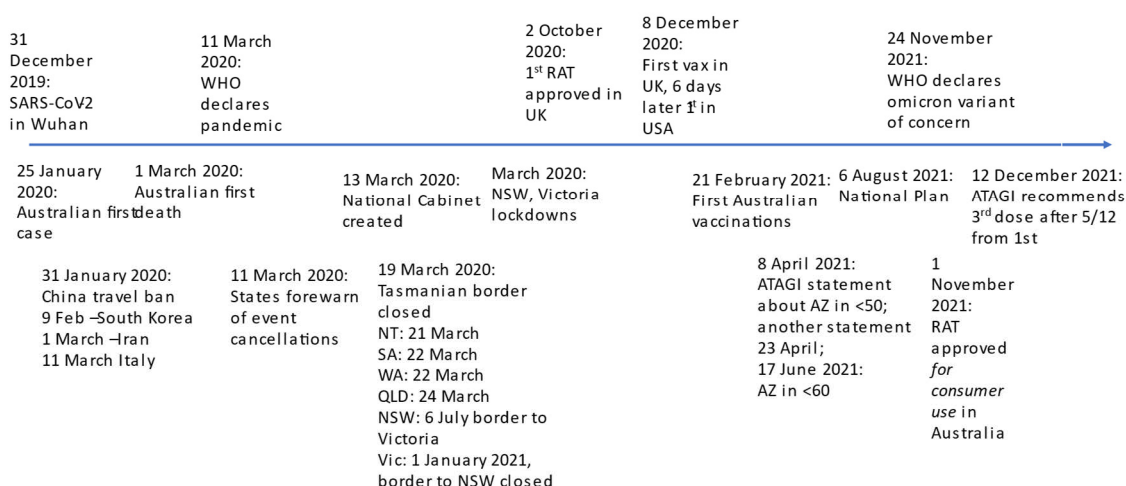 31
December
2019:
SARS-CoV-2
in Wuhan
11 March
2020:
WHO
declares
pandemic
2 October
2020:
1st RAT
approved in
UK
8 December
2020:
First vax in
UK, 6 days
later 1st in
USA
24 November
2021:
WHO declares
omicron variant
of concern
25 January
2020:
Australian first
case
1 March 2020:
Australian first
death
13 March 2020:
National Cabinet
created
March 2020:
NSW, Victoria
lockdowns
21 February 2021:
First Australian
vaccinations
6 August 2021:
National Plan
12 December 2021:
ATAGI recommends
3rd dose after 5/12
from 1st
31 January 2020:
China travel ban
9 Feb –South Korea
1 March –Iran
11 March Italy
11 March 2020:
States forewarn
of event
cancellations
19 March 2020:
Tasmanian border
closed
NT: 21 March
SA: 22 March
WA: 22 March
QLD: 24 March
NSW: 6 July border to
Victoria
Vic: 1 January 2021,
border to NSW closed
8 April 2021:
ATAGI statement
about AZ in <50;
another statement
23 April;
17 June 2021:
AZ in <60
1
November
2021:
RAT
approved
for
consumer
use in
Australia